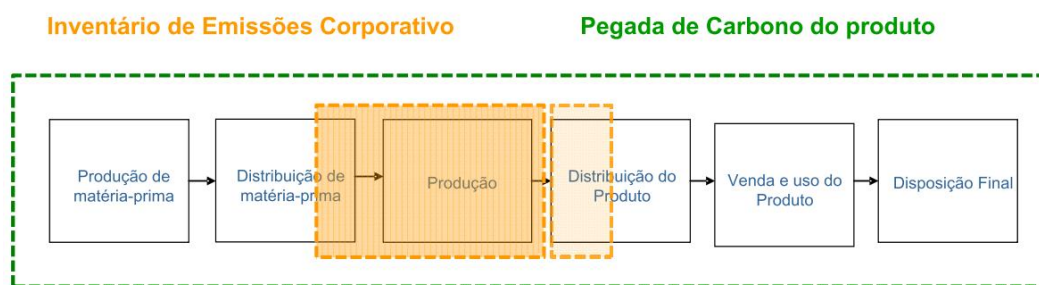 Inventário de Emissões Corporativo
Pegada de Carbono do produto
Produção de
matéria-prima
Distribuição de
matéria-prima
Produção
Distribuição do
Produto
Venda e uso do
Produto
Disposição Final